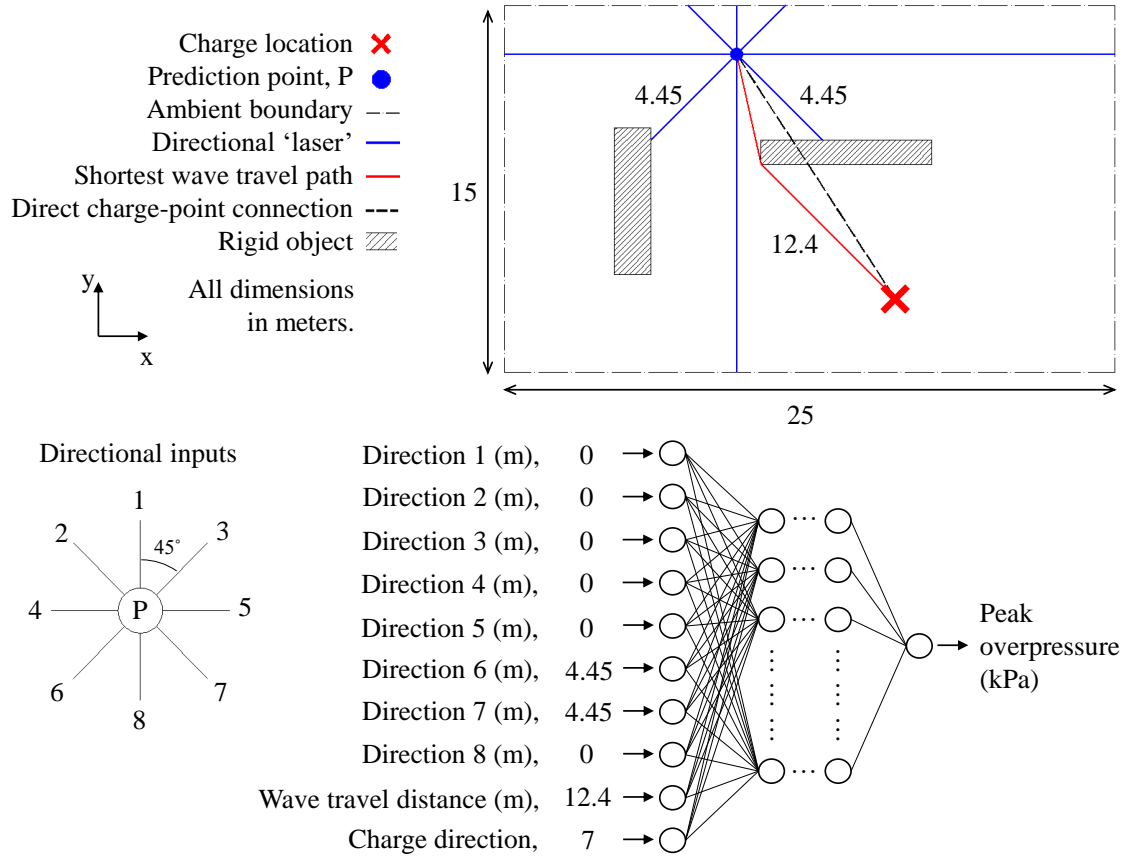 Charge location
Prediction point, P
Ambient boundary
Directional ‘laser’
Shortest wave travel path
Direct charge-point connection
Rigid object
All dimensions
in meters.
y
x
4.45
4.45
12.4
15
25
Directional inputs
1
2
3
45°
4
P
5
6
7
8
Direction 1 (m), 0
Direction 2 (m), 0
Direction 3 (m), 0
Direction 4 (m), 0
Direction 5 (m), 0
Direction 6 (m), 4.45
Direction 7 (m), 4.45
Direction 8 (m), 0
Wave travel distance (m), 12.4
Charge direction, 7
Peak
overpressure
(kPa)